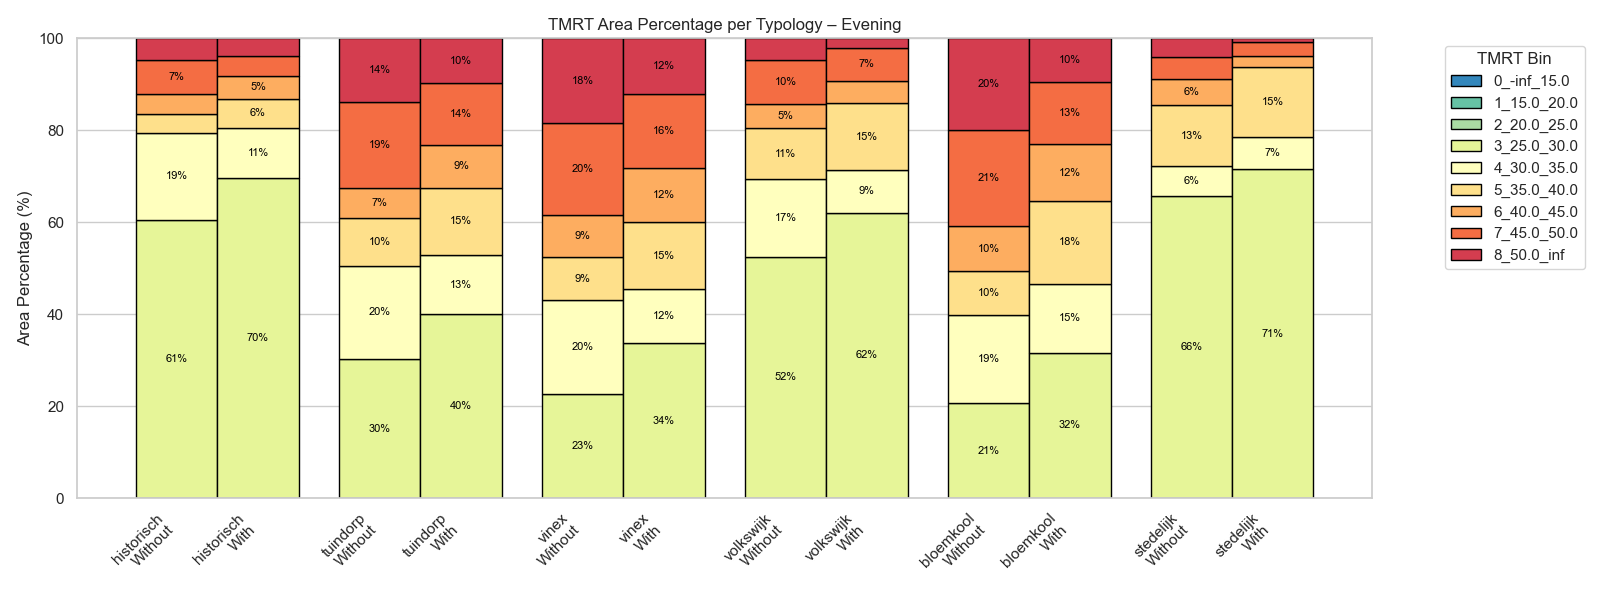 TMRT Area Percentage per Typology – Evening
Area Percentage (%)
100
80
60
40
20
0
7%
19%
61%
5%
6%
11%
70%
14%
19%
7%
10%
20%
30%
10%
14%
9%
15%
13%
40%
18%
20%
9%
9%
20%
23%
12%
16%
12%
15%
12%
34%
10%
5%
11%
17%
52%
7%
15%
9%
62%
20%
21%
10%
10%
19%
21%
10%
13%
12%
18%
15%
32%
6%
13%
6%
66%
15%
7%
71%
historisch
Without
historisch
With
tuindorp
Without
tuindorp
With
vinex
Without
vinex
With
volkswijk
Without
volkswijk
With
bloemkool
Without
bloemkool
With
stedelijk
Without
stedelijk
With
TMRT Bin
0_-inf_15.0
1_15.0_20.0
2_20.0_25.0
3_25.0_30.0
4_30.0_35.0
5_35.0_40.0
6_40.0_45.0
7_45.0_50.0
8_50.0_inf